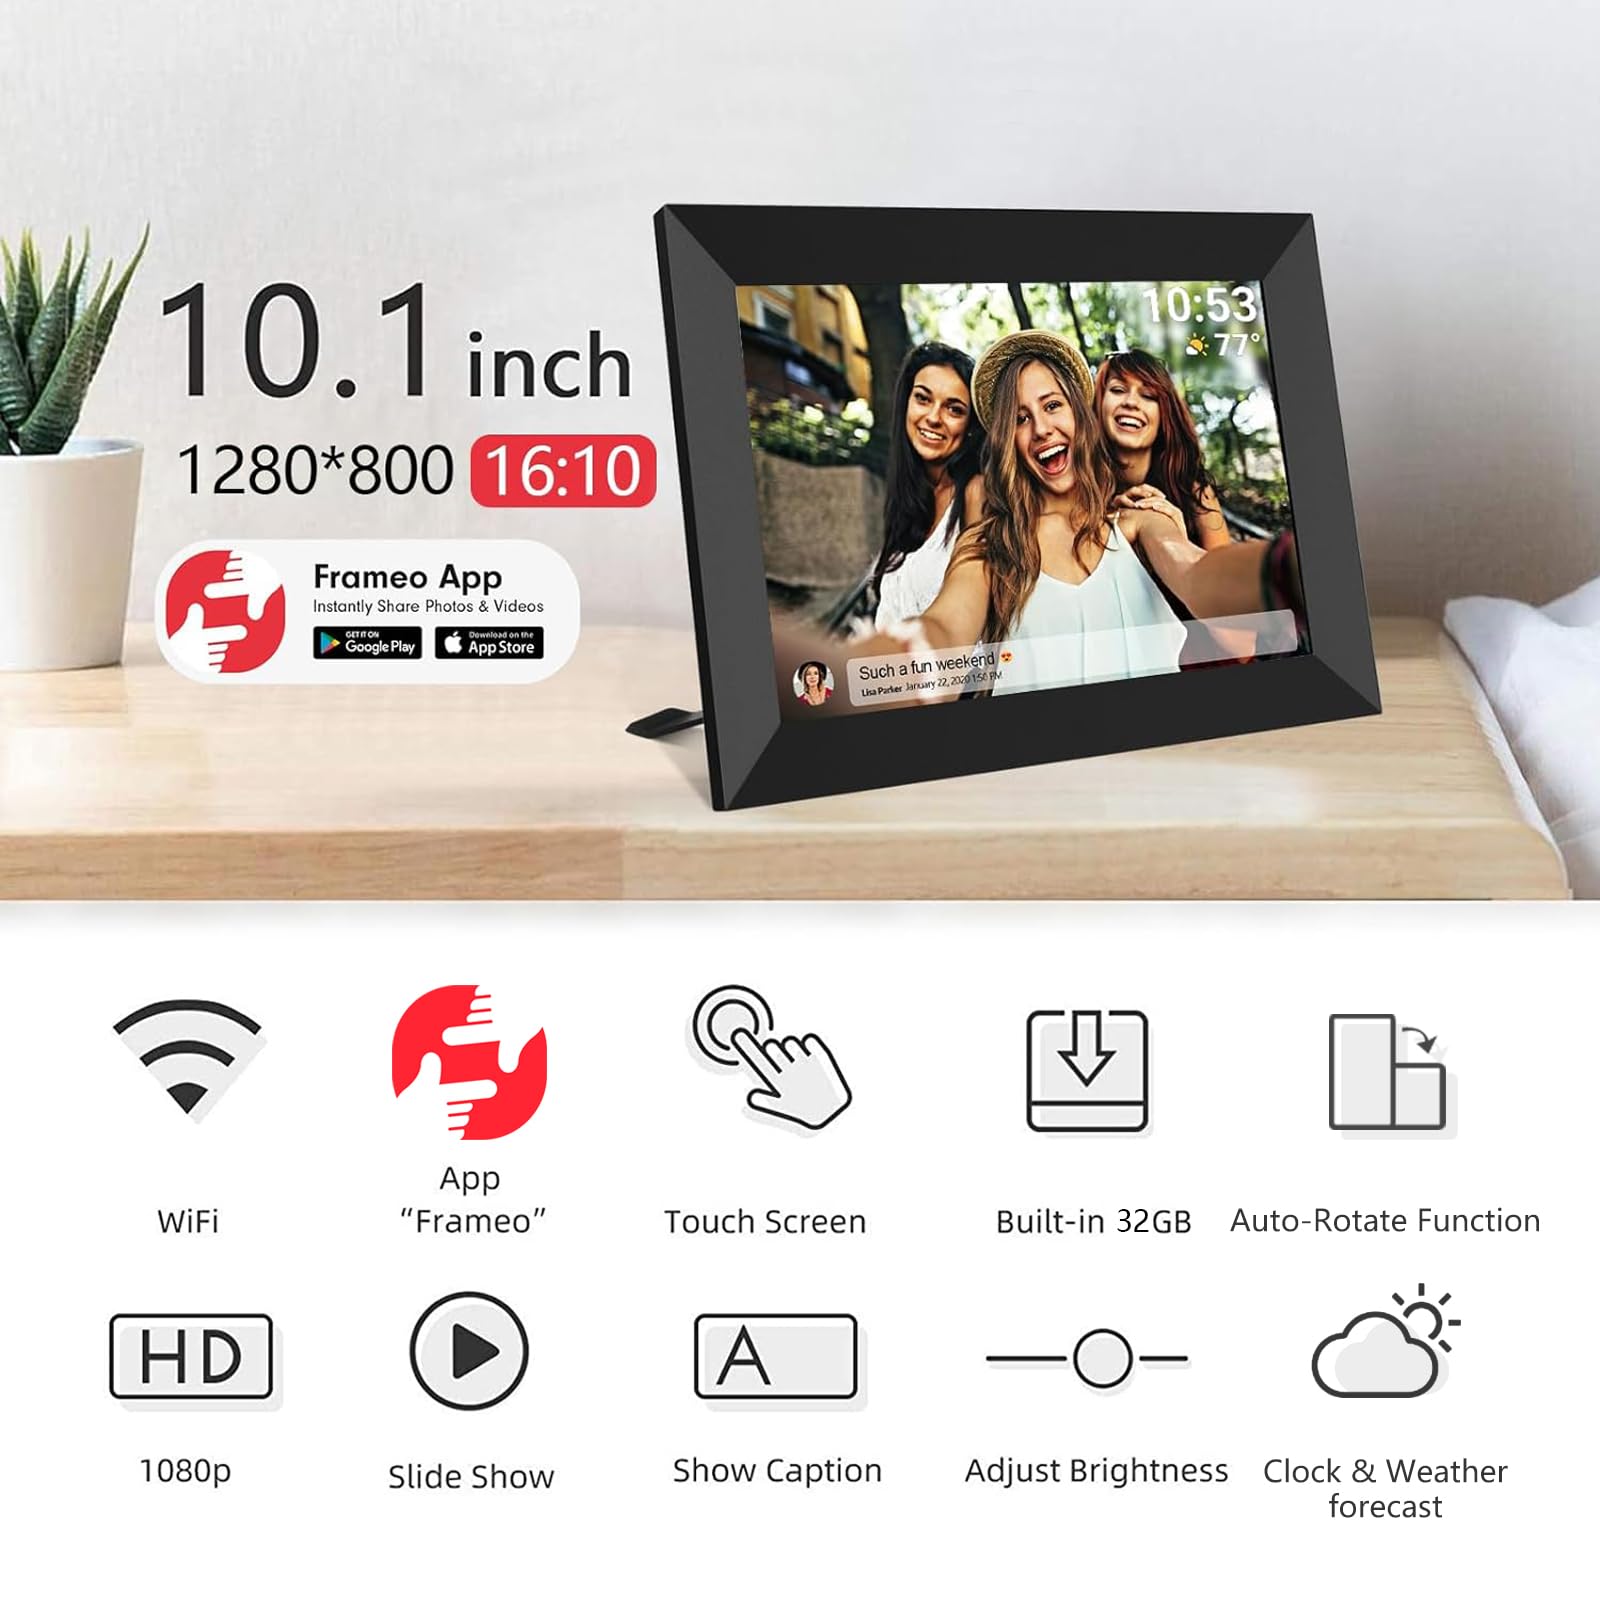 10.1 inch
1280*800 16:10
Frameo App
Instantly Share Photos & Videos
GET IT ON
Google Play
Download on the
App Store
10:53
77°
Such a fun weekend 😍
Lisa Parker January 22, 2020 1:50 PM
WiFi
App
“Frameo”
Touch Screen
Built-in 32GB
Auto-Rotate Function
HD
A
1080p
Slide Show
Show Caption
Adjust Brightness
Clock & Weather
forecast